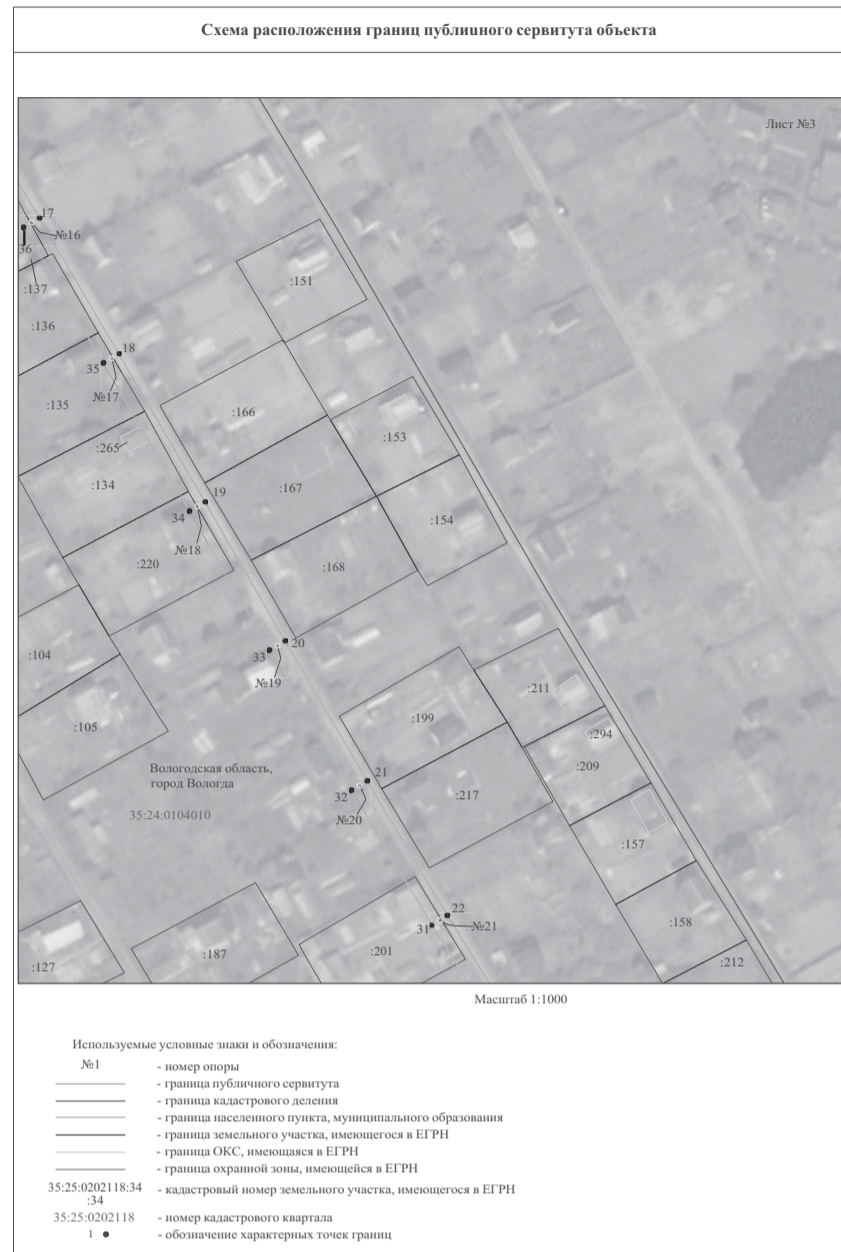 Схема расположения границ публиuного сервитута объекта
Лист №3
17
№16
36
:137
:136
:151
18
35
№17
:135
:166
:153
:265
:134
:167
19
34
№18
:154
:220
:168
20
33
№19
:104
:105
:211
:199
:294
:209
21
32
№20
:217
Вологодская область,
город Вологда
35:24:0104010
:157
22
31
№21
:158
:127
:187
:201
:212
Масштаб 1:1000
Используемые условные знаки и обозначения:
№1 - номер опоры
- граница публичного сервитута
- граница кадастрового деления
- граница населенного пункта, муниципального образования
- граница земельного участка, имеющегося в ЕГРН
- граница ОКС, имеющаяся в ЕГРН
- граница охранной зоны, имеющейся в ЕГРН
35:25:0202118:34 - кадастровый номер земельного участка, имеющегося в ЕГРН
:34
35:25:0202118 - номер кадастрового квартала
1 - обозначение характерных точек границ